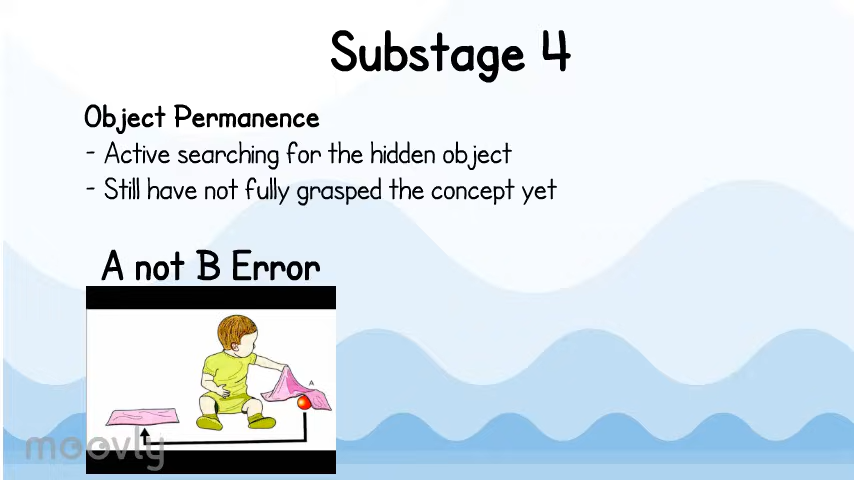 Substage 4
Object Permanence
- Active searching for the hidden object
- Still have not fully grasped the concept yet
A not B Error
A
moovly